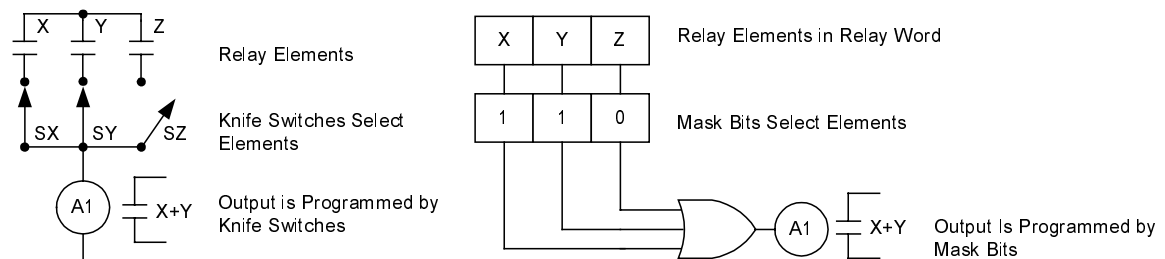 X Y Z
Relay Elements
SX SY SZ
Knife Switches Select
Elements
A1
X+Y
Output is Programmed by
Knife Switches
X Y Z
Relay Elements in Relay Word
1 1 0
Mask Bits Select Elements
A1
X+Y
Output Is Programmed by
Mask Bits